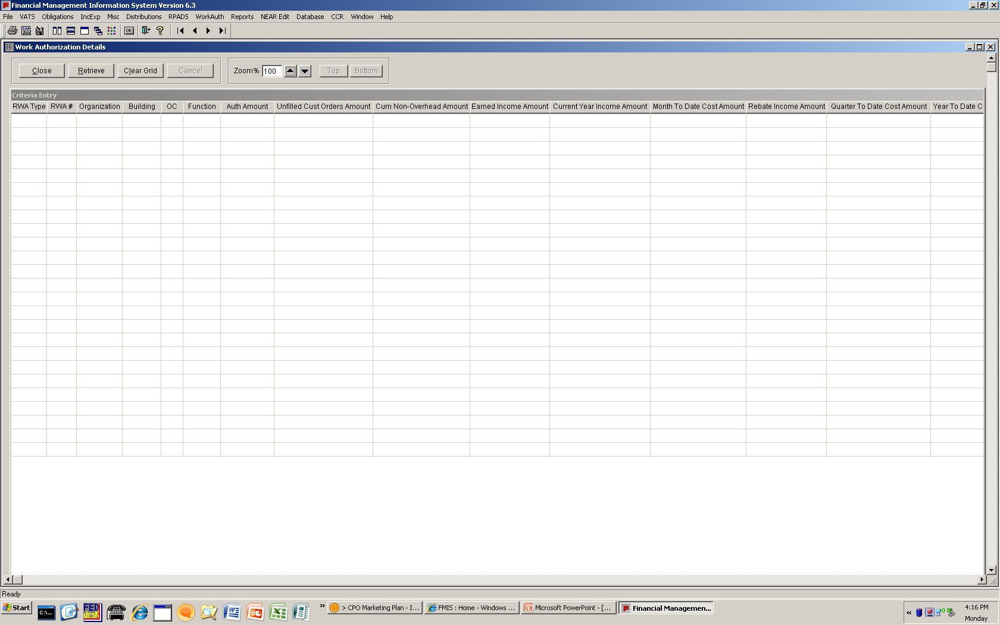 Financial Management Information System Version 6.3
File VATS Obligations IncExp Misc Distributions RPADS WorkAuth Reports NEAR Edit Database CCR Window Help
OK
Work Authorization Details
Close Retrieve Clear Grid Cancel Zoom% 100 Top Bottom
Criteria Entry
RWA Type RWA # Organization Building OC Function Auth Amount Unfilled Cust Orders Amount Cum Non-Overhead Amount Earned Income Amount Current Year Income Amount Month To Date Cost Amount Rebate Income Amount Quarter To Date Cost Amount Year To Date C
Ready
Start C:\... FED desk » > CPO Marketing Plan - I... FMIS : Home - Windows ... Microsoft PowerPoint - [... Financial Managemen... « 4:16 PM
Monday